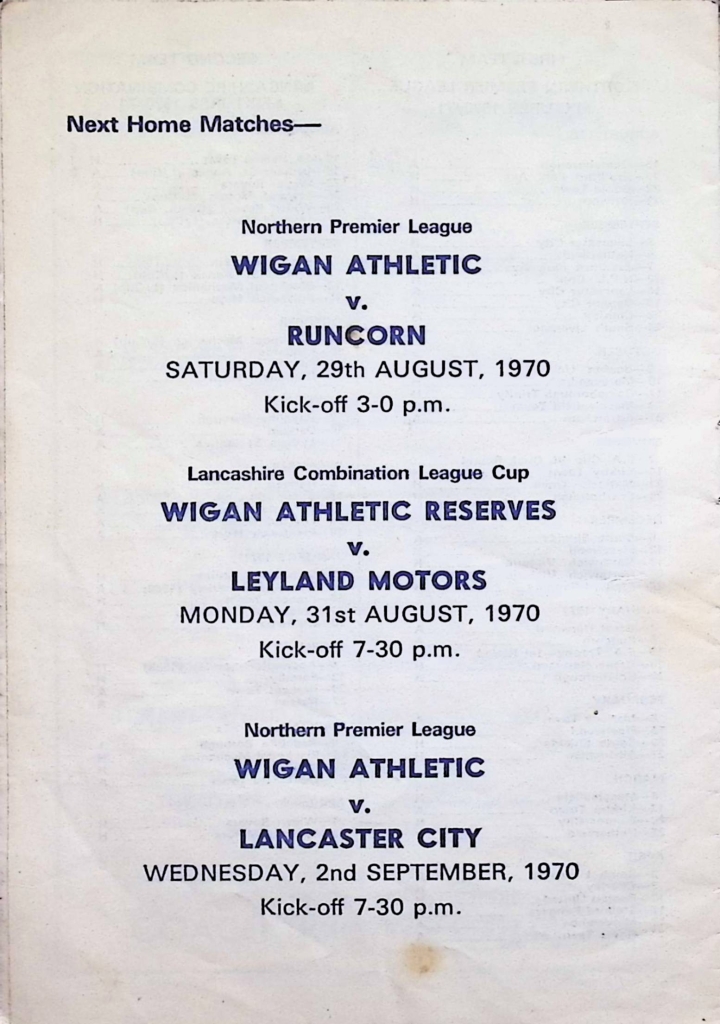 Next Home Matches—
Northern Premier League
WIGAN ATHLETIC
v.
RUNCORN
SATURDAY, 29th AUGUST, 1970
Kick-off 3-0 p.m.
Lancashire Combination League Cup
WIGAN ATHLETIC RESERVES
v.
LEYLAND MOTORS
MONDAY, 31st AUGUST, 1970
Kick-off 7-30 p.m.
Northern Premier League
WIGAN ATHLETIC
v.
LANCASTER CITY
WEDNESDAY, 2nd SEPTEMBER, 1970
Kick-off 7-30 p.m.